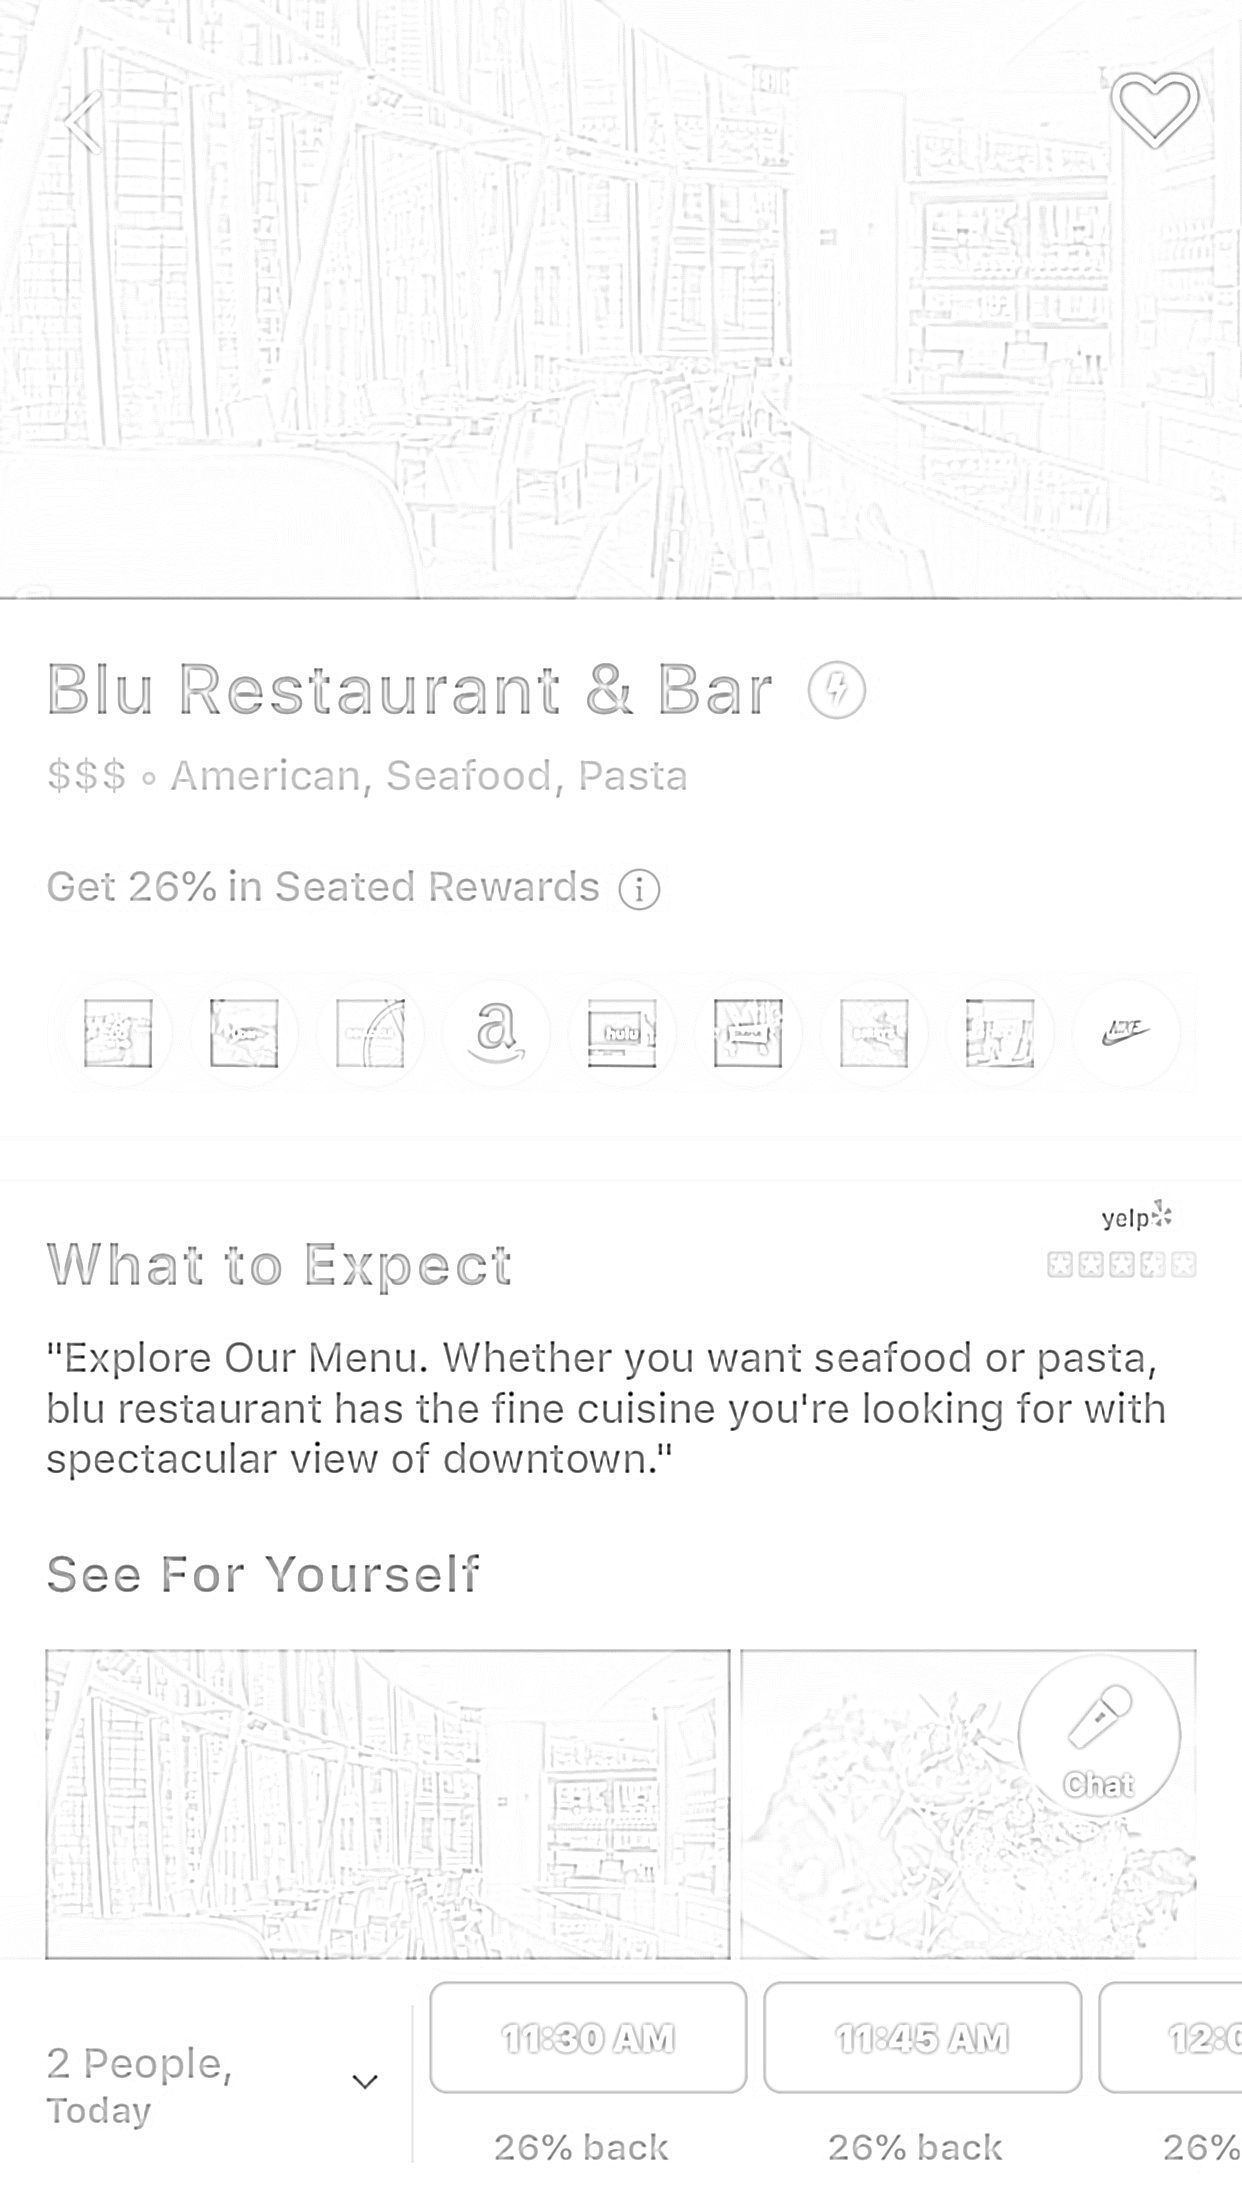 Blu Restaurant & Bar
$$$ ∘ American, Seafood, Pasta
Get 26% in Seated Rewards
a
hulu
NIKE
yelp
What to Expect
"Explore Our Menu. Whether you want seafood or pasta,
blu restaurant has the fine cuisine you're looking for with
spectacular view of downtown."
See For Yourself
Chat
2 People,
Today
11:30 AM
11:45 AM
26% back
26% back
26%